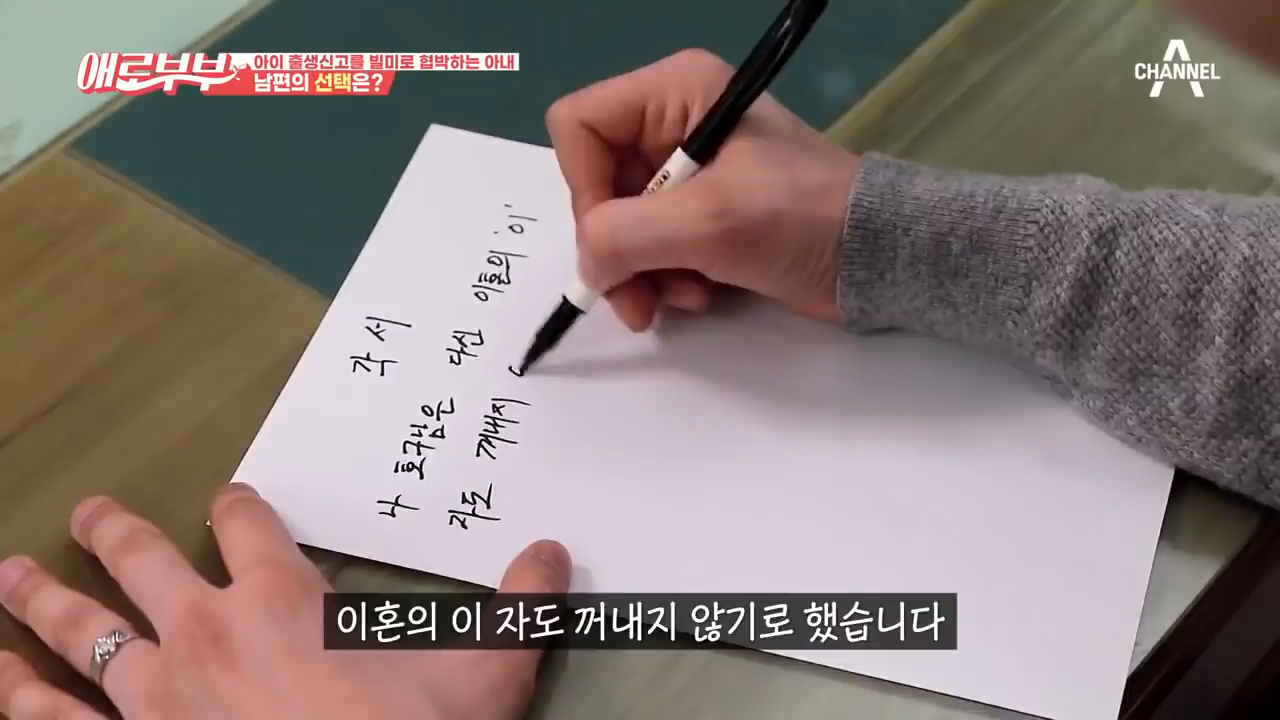 애로부부
아이 출생신고를 빌미로 협박하는 아내
남편의 선택은?
CHANNEL A
각서
나 호구남은 다신 이혼의 '이'
자도 꺼내지
이혼의 이 자도 꺼내지 않기로 했습니다